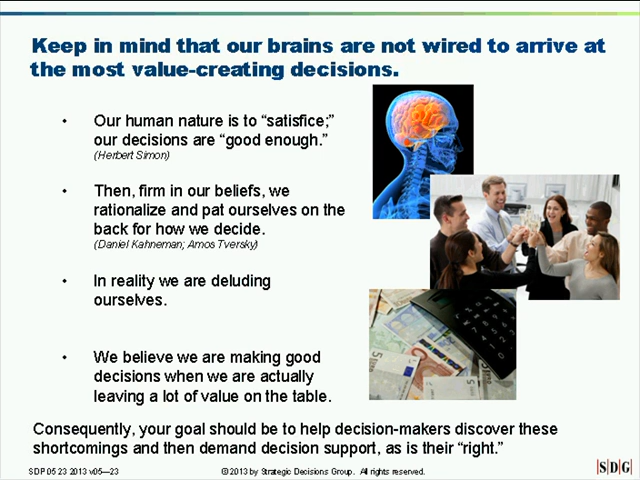 Keep in mind that our brains are not wired to arrive at
the most value-creating decisions.
• Our human nature is to “satisfice;”
our decisions are “good enough.”
(Herbert Simon)
• Then, firm in our beliefs, we
rationalize and pat ourselves on the
back for how we decide.
(Daniel Kahneman; Amos Tversky)
• In reality we are deluding
ourselves.
• We believe we are making good
decisions when we are actually
leaving a lot of value on the table.
Consequently, your goal should be to help decision-makers discover these
shortcomings and then demand decision support, as is their “right.”
SDP 05 23 2013 v05—23
© 2013 by Strategic Decisions Group. All rights reserved.
SDG